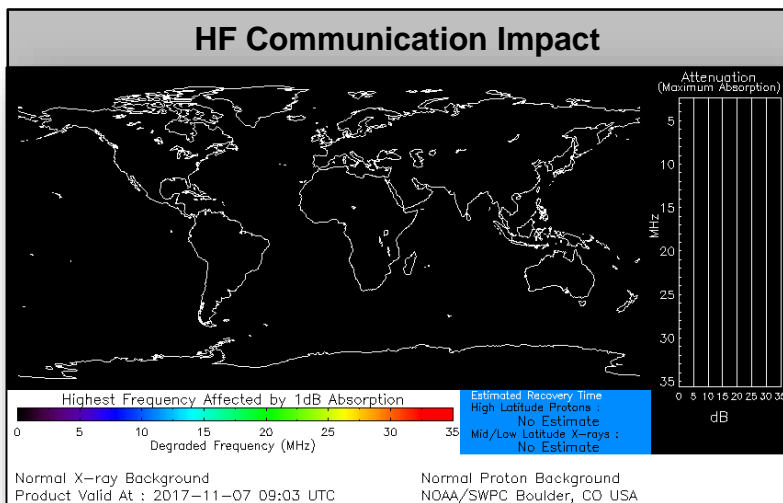 HF Communication Impact
Attenuation
(Maximum Absorption)
5
10
15
20
25
30
35
MHz
0 5 10 15 20 25 30 35
dB
Highest Frequency Affected by 1dB Absorption
0 5 10 15 20 25 30 35
Degraded Frequency (MHz)
Estimated Recovery Time
High Latitude Protons :
No Estimate
Mid/Low Latitude X-rays :
No Estimate
Normal X-ray Background
Product Valid At : 2017-11-07 09:03 UTC
Normal Proton Background
NOAA/SWPC Boulder, CO USA